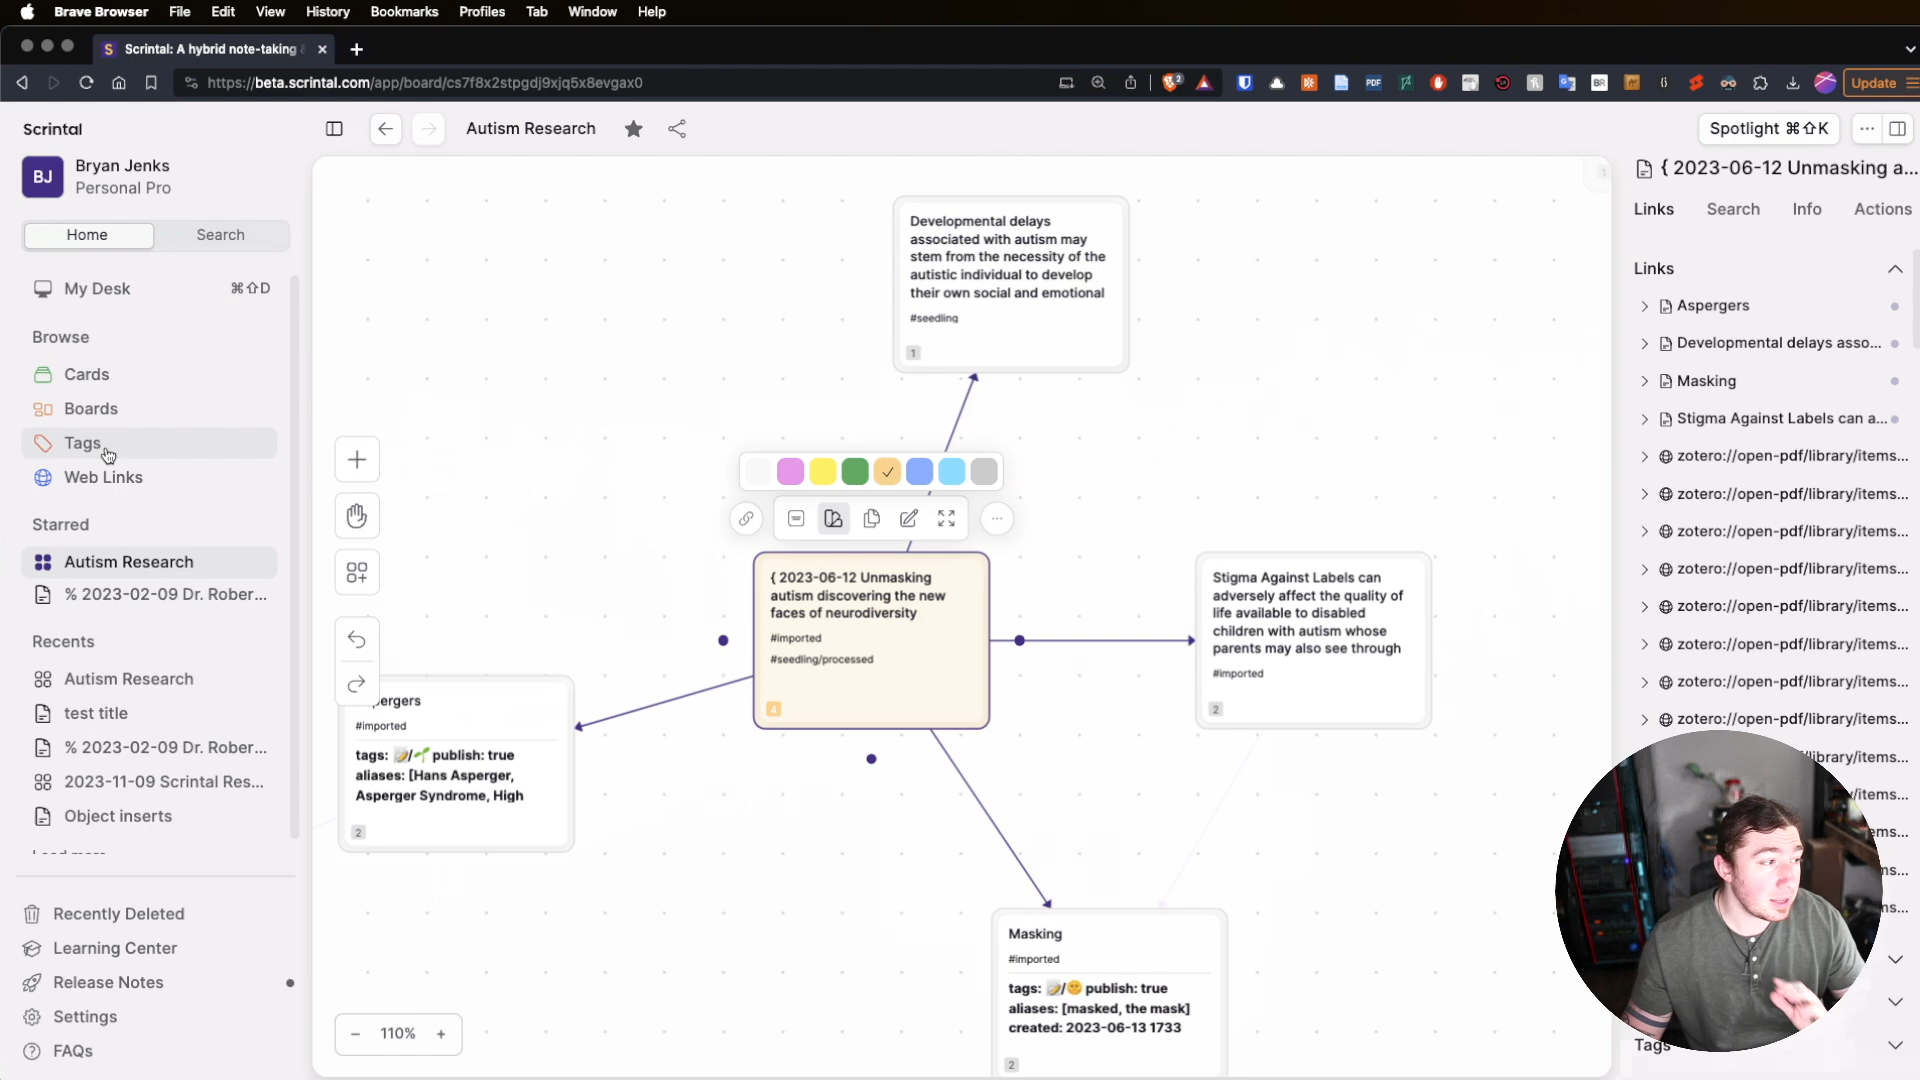 Brave Browser File Edit View History Bookmarks Profiles Tab Window Help
Scrintal: A hybrid note-taking
https://beta.scrintal.com/app/board/cs7f8x2stpgdj9xjq5x8evgax0
Update
Scrintal
Autism Research
Spotlight ⌘⇧K
BJ
Bryan Jenks
Personal Pro
Home
Search
My Desk ⌘⇧D
Browse
Cards
Boards
Tags
Web Links
Starred
Autism Research
% 2023-02-09 Dr. Rober...
Recents
Autism Research
test title
% 2023-02-09 Dr. Rober...
2023-11-09 Scrintal Res...
Object inserts
Recently Deleted
Learning Center
Release Notes
Settings
FAQs
Developmental delays
associated with autism may
stem from the necessity of the
autistic individual to develop
their own social and emotional
#seedling
1
{ 2023-06-12 Unmasking
autism discovering the new
faces of neurodiversity
#imported
#seedling/processed
4
Stigma Against Labels can
adversely affect the quality of
life available to disabled
children with autism whose
parents may also see through
#imported
2
pergers
#imported
tags: 📝/🌱 publish: true
aliases: [Hans Asperger,
Asperger Syndrome, High
2
Masking
#imported
tags: 📝/🌞 publish: true
aliases: [masked, the mask]
created: 2023-06-13 1733
2
− 110% +
{ 2023-06-12 Unmasking a...
Links Search Info Actions
Links
Aspergers
Developmental delays asso...
Masking
Stigma Against Labels can a...
zotero://open-pdf/library/items...
zotero://open-pdf/library/items...
zotero://open-pdf/library/items...
zotero://open-pdf/library/items...
zotero://open-pdf/library/items...
zotero://open-pdf/library/items...
zotero://open-pdf/library/items...
zotero://open-pdf/library/items...
Tags